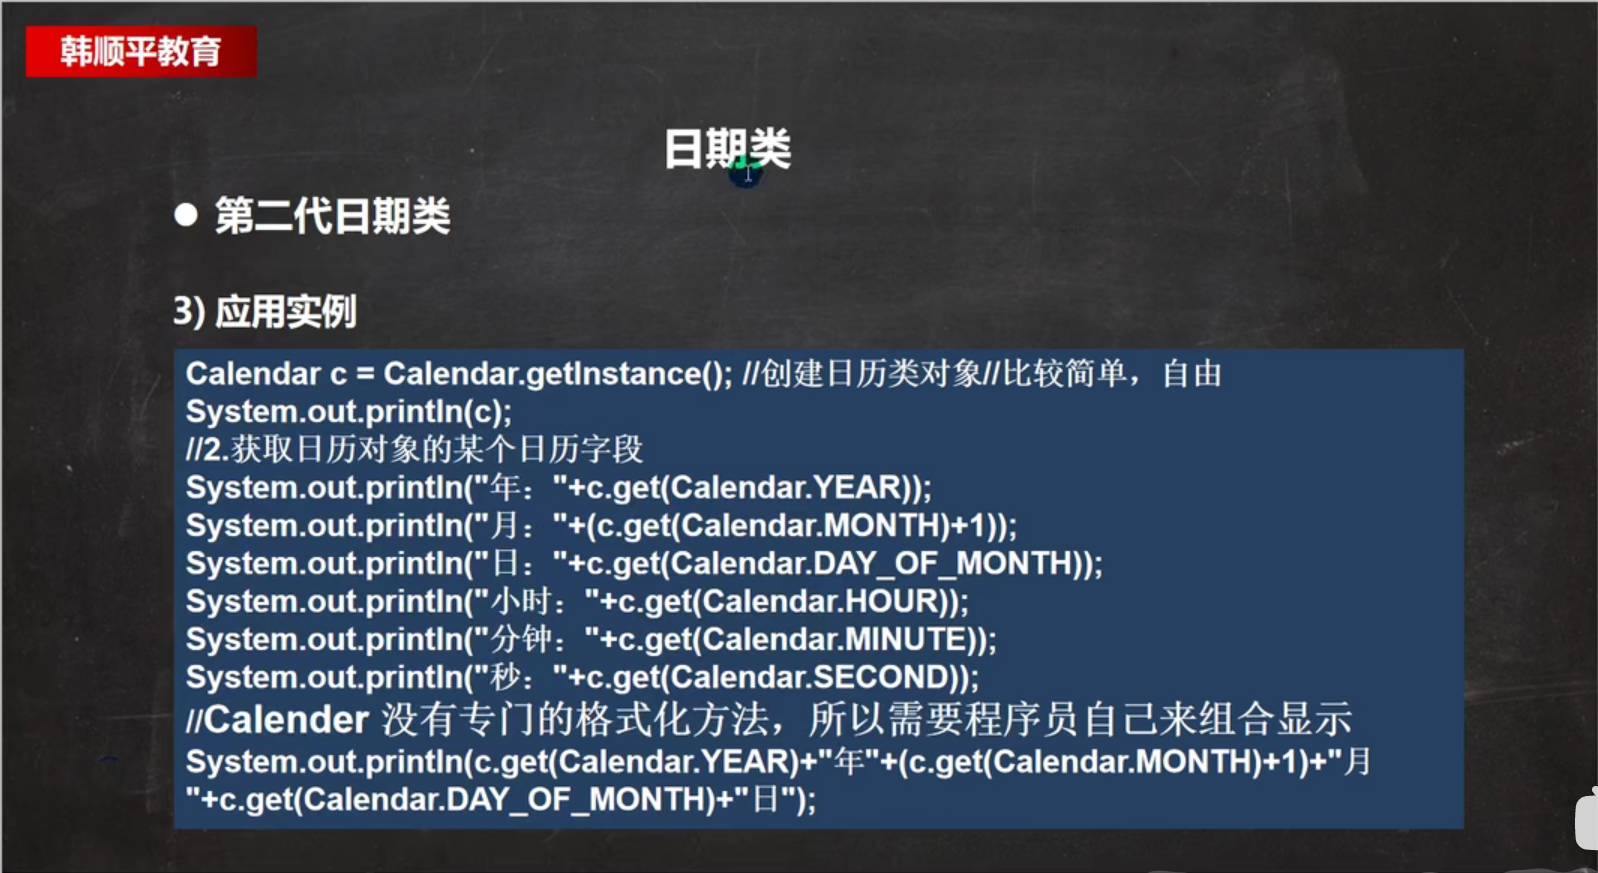 韩顺平教育
日期类
● 第二代日期类
3) 应用实例
Calendar c = Calendar.getInstance(); //创建日历类对象//比较简单，自由
System.out.println(c);
//2.获取日历对象的某个日历字段
System.out.println("年："+c.get(Calendar.YEAR));
System.out.println("月："+(c.get(Calendar.MONTH)+1));
System.out.println("日："+c.get(Calendar.DAY_OF_MONTH));
System.out.println("小时："+c.get(Calendar.HOUR));
System.out.println("分钟："+c.get(Calendar.MINUTE));
System.out.println("秒："+c.get(Calendar.SECOND));
//Calender 没有专门的格式化方法，所以需要程序员自己来组合显示
System.out.println(c.get(Calendar.YEAR)+"年"+(c.get(Calendar.MONTH)+1)+"月
"+c.get(Calendar.DAY_OF_MONTH)+"日");